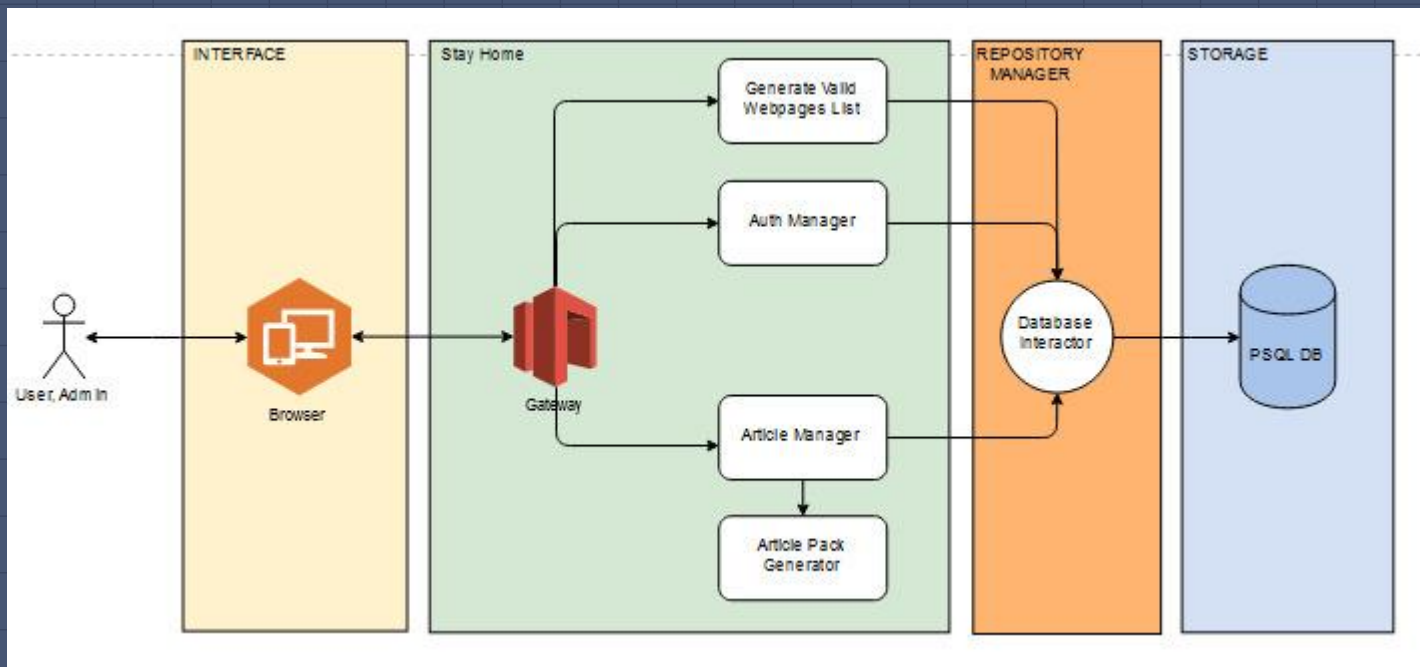 INTERFACE
Stay Home
REPOSITORY
MANAGER
STORAGE
Generate Valid
Webpages List
Auth Manager
Database
Interactor
PSQL DB
User, Admin
Browser
Gateway
Article Manager
Article Pack
Generator